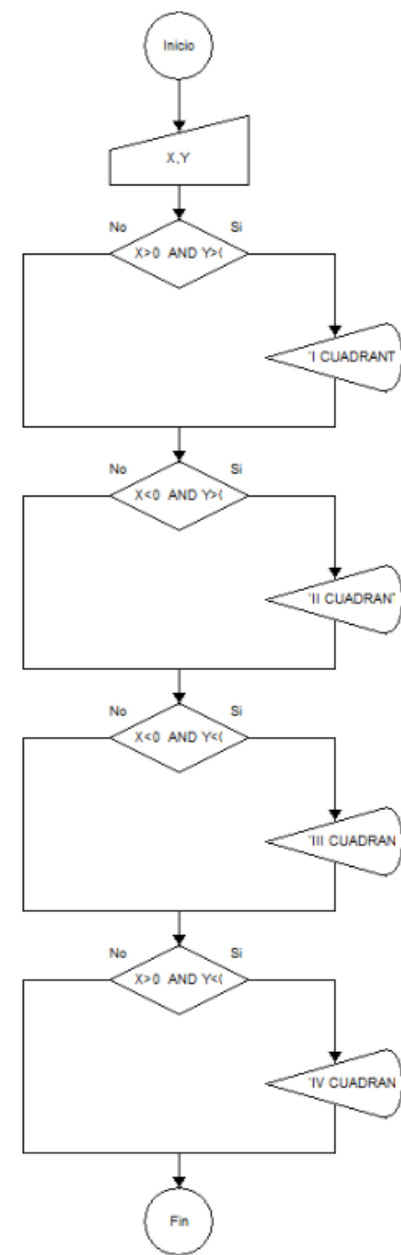 Inicio
X,Y
No
Si
X>0 AND Y>(
'I CUADRANT
No
Si
X<0 AND Y>(
'II CUADRAN'
No
Si
X<0 AND Y<(
'III CUADRAN
No
Si
X>0 AND Y<(
'IV CUADRAN
Fin